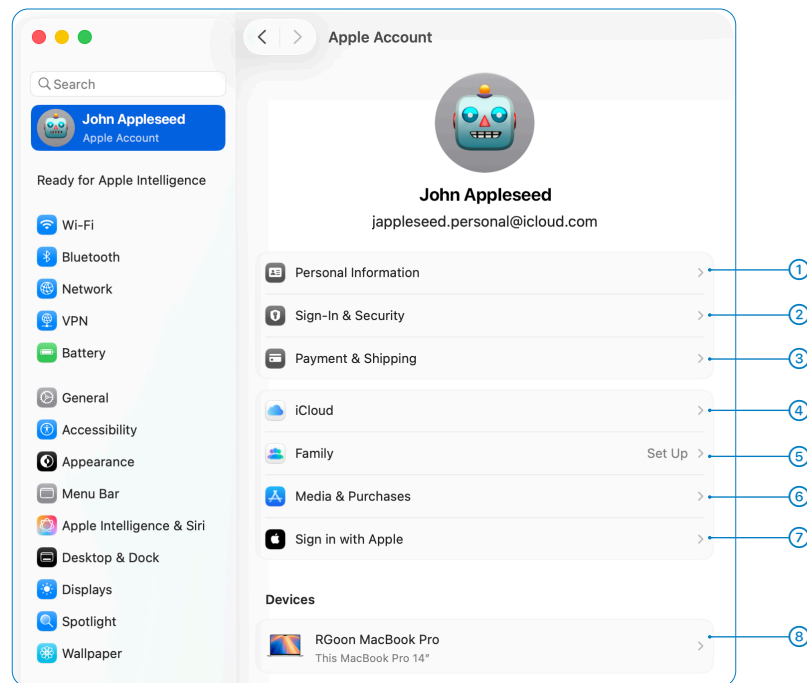 Search
John Appleseed
Apple Account
Ready for Apple Intelligence
Wi-Fi
Bluetooth
Network
VPN
Battery
General
Accessibility
Appearance
Menu Bar
Apple Intelligence & Siri
Desktop & Dock
Displays
Spotlight
Wallpaper
Apple Account
John Appleseed
jappleseed.personal@icloud.com
Personal Information
1
Sign-In & Security
2
Payment & Shipping
3
iCloud
4
Family
Set Up
5
Media & Purchases
6
Sign in with Apple
7
Devices
RGoon MacBook Pro
This MacBook Pro 14″
8